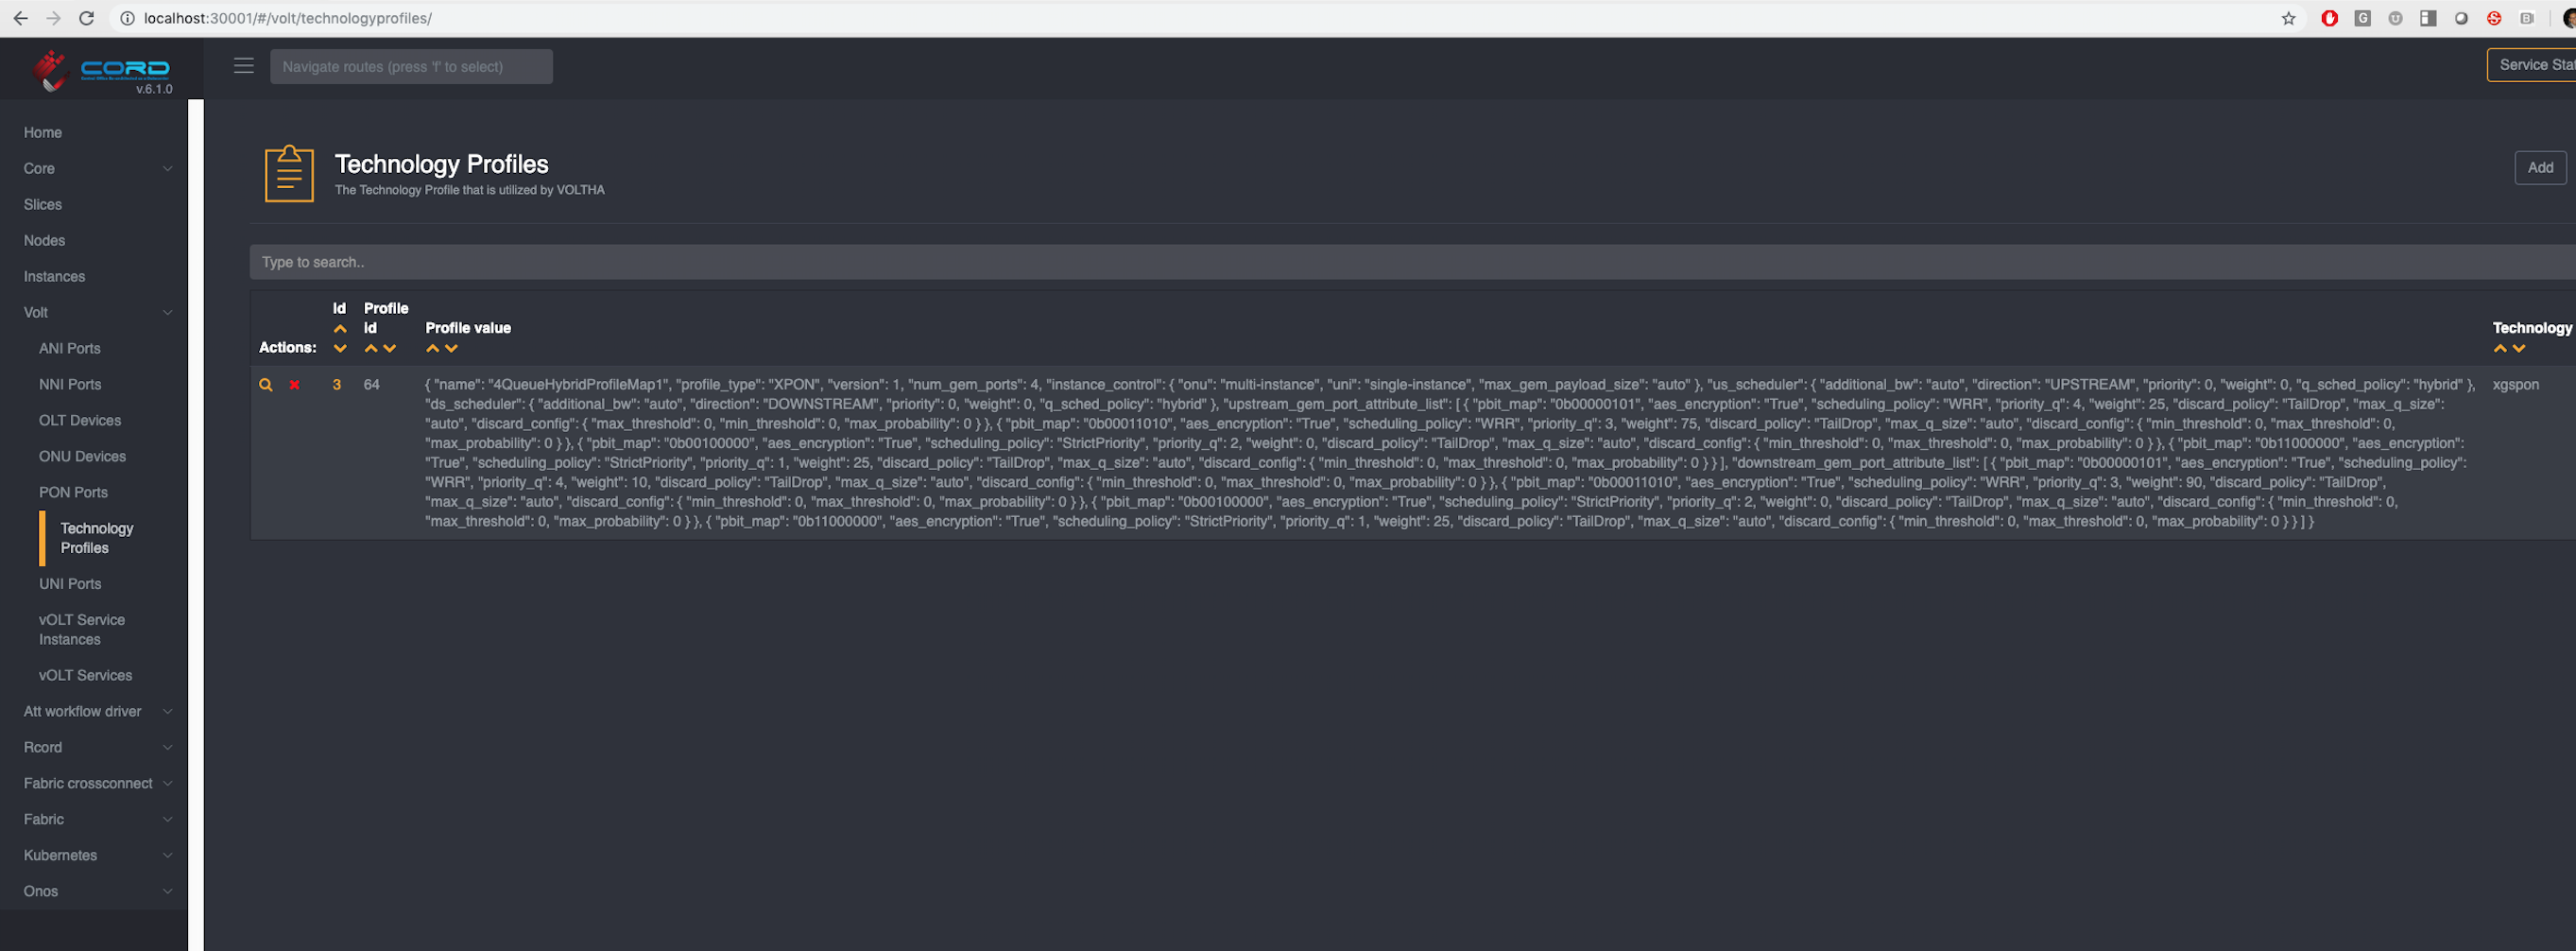 localhost:30001/#/volt/technologyprofiles/
CORD
v.6.1.0
Navigate routes (press 'f' to select)
Service Stat
Home
Core
Slices
Nodes
Instances
Volt
ANI Ports
NNI Ports
OLT Devices
ONU Devices
PON Ports
Technology
Profiles
UNI Ports
vOLT Service
Instances
vOLT Services
Att workflow driver
Rcord
Fabric crossconnect
Fabric
Kubernetes
Onos
Technology Profiles
The Technology Profile that is utilized by VOLTHA
Add
Type to search..
Actions:
Id
Profile
id
Profile value
Technology
3
64
{ "name": "4QueueHybridProfileMap1", "profile_type": "XPON", "version": 1, "num_gem_ports": 4, "instance_control": { "onu": "multi-instance", "uni": "single-instance", "max_gem_payload_size": "auto" }, "us_scheduler": { "additional_bw": "auto", "direction": "UPSTREAM", "priority": 0, "weight": 0, "q_sched_policy": "hybrid" },
"ds_scheduler": { "additional_bw": "auto", "direction": "DOWNSTREAM", "priority": 0, "weight": 0, "q_sched_policy": "hybrid" }, "upstream_gem_port_attribute_list": [ { "pbit_map": "0b00000101", "aes_encryption": "True", "scheduling_policy": "WRR", "priority_q": 4, "weight": 25, "discard_policy": "TailDrop", "max_q_size":
"auto", "discard_config": { "max_threshold": 0, "min_threshold": 0, "max_probability": 0 } }, { "pbit_map": "0b00011010", "aes_encryption": "True", "scheduling_policy": "WRR", "priority_q": 3, "weight": 75, "discard_policy": "TailDrop", "max_q_size": "auto", "discard_config": { "min_threshold": 0, "max_threshold": 0,
"max_probability": 0 } }, { "pbit_map": "0b00100000", "aes_encryption": "True", "scheduling_policy": "StrictPriority", "priority_q": 2, "weight": 0, "discard_policy": "TailDrop", "max_q_size": "auto", "discard_config": { "min_threshold": 0, "max_threshold": 0, "max_probability": 0 } }, { "pbit_map": "0b11000000", "aes_encryption":
"True", "scheduling_policy": "StrictPriority", "priority_q": 1, "weight": 25, "discard_policy": "TailDrop", "max_q_size": "auto", "discard_config": { "min_threshold": 0, "max_threshold": 0, "max_probability": 0 } } ], "downstream_gem_port_attribute_list": [ { "pbit_map": "0b00000101", "aes_encryption": "True", "scheduling_policy":
"WRR", "priority_q": 4, "weight": 10, "discard_policy": "TailDrop", "max_q_size": "auto", "discard_config": { "min_threshold": 0, "max_threshold": 0, "max_probability": 0 } }, { "pbit_map": "0b00011010", "aes_encryption": "True", "scheduling_policy": "WRR", "priority_q": 3, "weight": 90, "discard_policy": "TailDrop",
"max_q_size": "auto", "discard_config": { "min_threshold": 0, "max_threshold": 0, "max_probability": 0 } }, { "pbit_map": "0b00100000", "aes_encryption": "True", "scheduling_policy": "StrictPriority", "priority_q": 2, "weight": 0, "discard_policy": "TailDrop", "max_q_size": "auto", "discard_config": { "min_threshold": 0,
"max_threshold": 0, "max_probability": 0 } }, { "pbit_map": "0b11000000", "aes_encryption": "True", "scheduling_policy": "StrictPriority", "priority_q": 1, "weight": 25, "discard_policy": "TailDrop", "max_q_size": "auto", "discard_config": { "min_threshold": 0, "max_threshold": 0, "max_probability": 0 } } ] }
xgspon